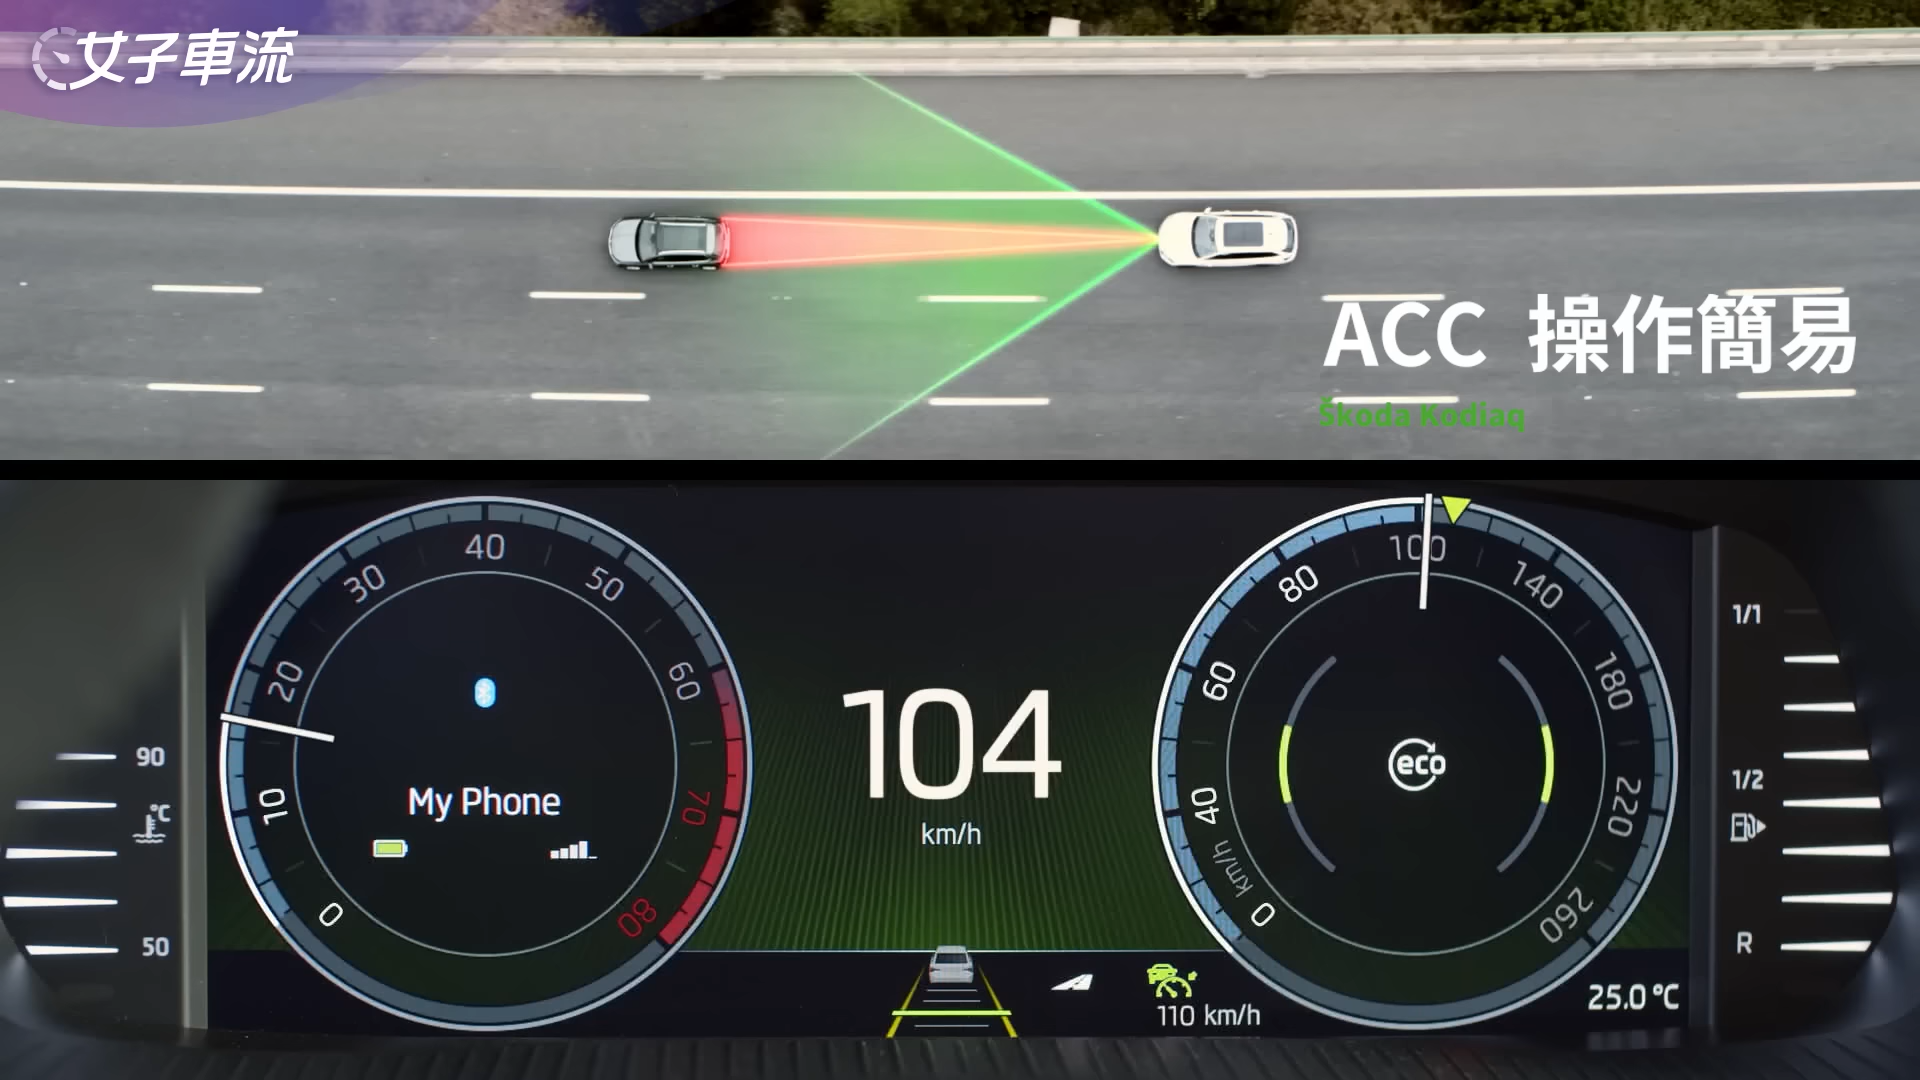 女子車流
ACC 操作簡易
Škoda Kodiaq
40
30
50
20
60
10
70
0
80
My Phone
90
°C
50
104
km/h
100
80
140
60
180
40
220
km/h
0
260
eco
110 km/h
25.0 °C
1/1
1/2
R